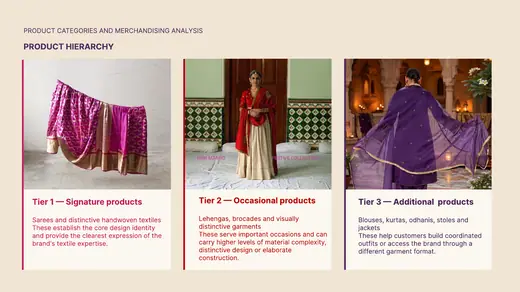 PRODUCT CATEGORIES AND MERCHANDISING ANALYSIS
PRODUCT HIERARCHY
Tier 1 — Signature products
Sarees and distinctive handwoven textiles
These establish the core design identity
and provide the clearest expression of the
brand's textile expertise.
Tier 2 — Occasional products
Lehengas, brocades and visually
distinctive garments
These serve important occasions and can
carry higher levels of material complexity,
distinctive design or elaborate
construction.
Tier 3 — Additional products
Blouses, kurtas, odhanis, stoles and
jackets
These help customers build coordinated
outfits or access the brand through a
different garment format.